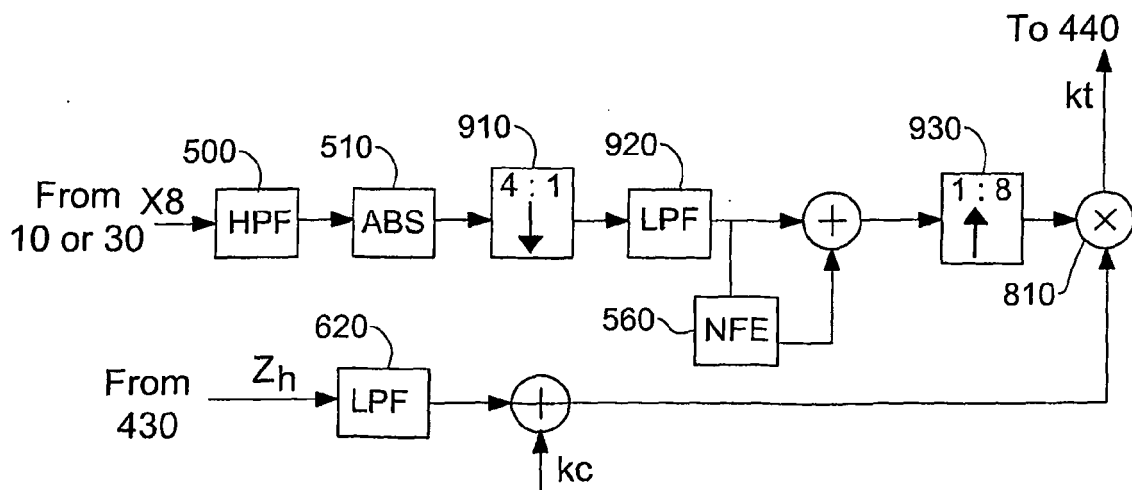 To 440
kt
910
920
930
500
510
4 : 1
1 : 8
From
10 or 30
X8
HPF
ABS
LPF
+
×
810
560
NFE
620
From
430
Zh
LPF
+
kc